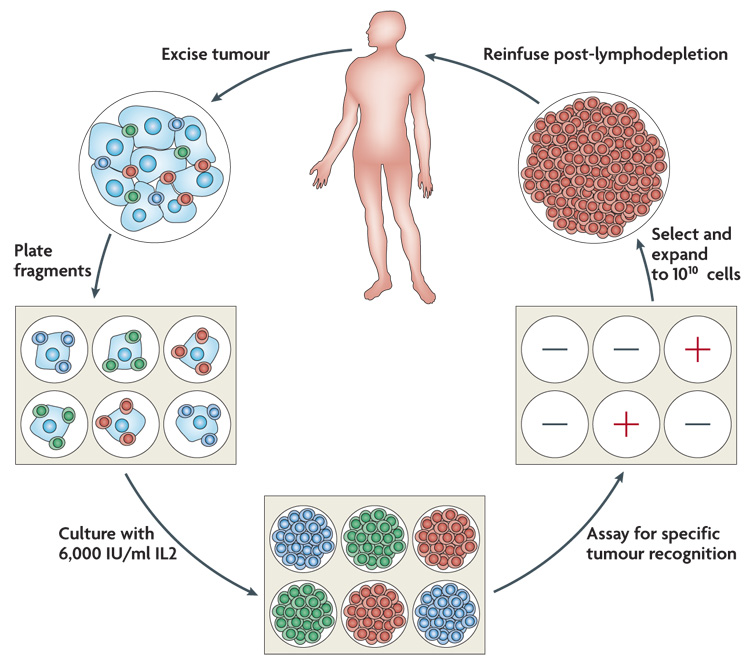 Excise tumour
Reinfuse post-lymphodepletion
Plate
fragments
Select and
expand
to 10¹⁰ cells
− − +
− + −
Culture with
6,000 IU/ml IL2
Assay for specific
tumour recognition